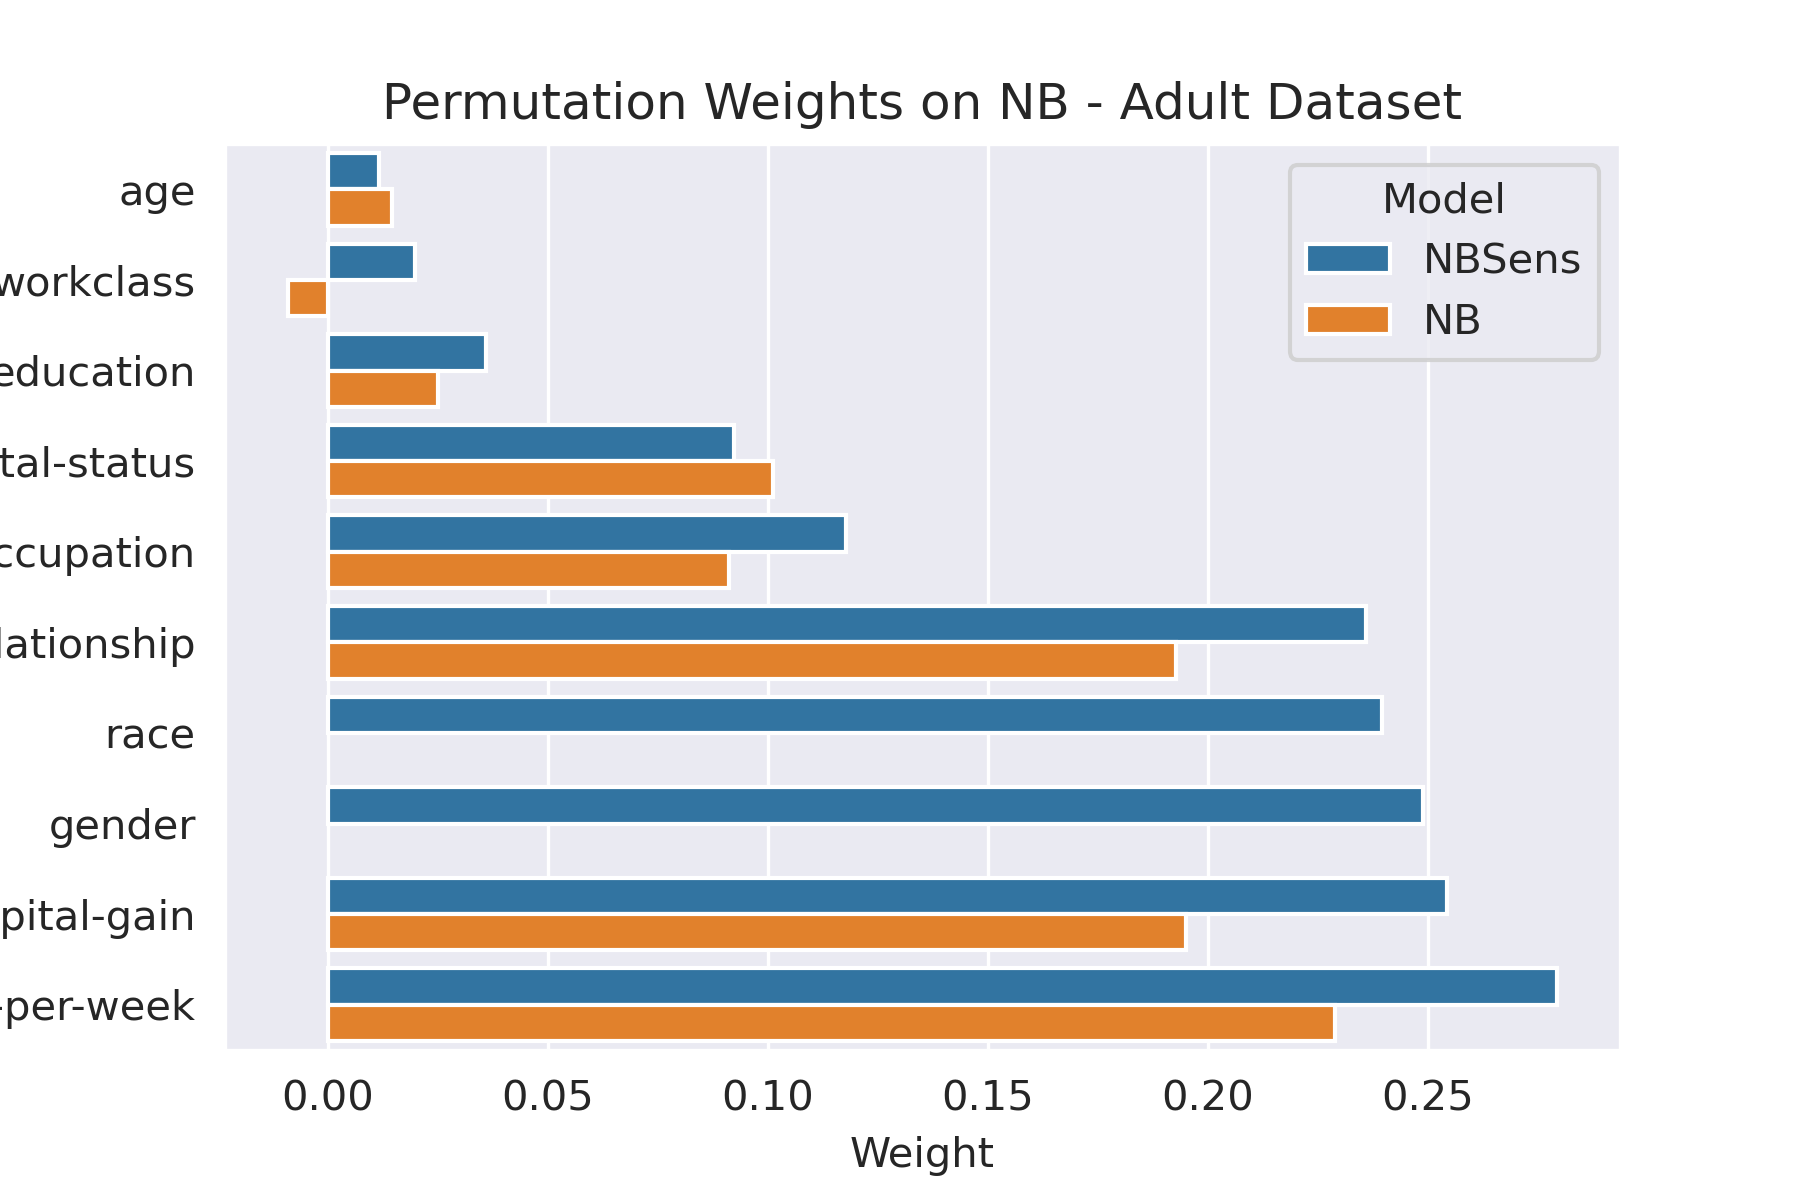 Permutation Weights on NB - Adult Dataset
age
workclass
education
tal-status
ccupation
lationship
race
gender
pital-gain
-per-week
Model
NBSens
NB
0.00 0.05 0.10 0.15 0.20 0.25
Weight